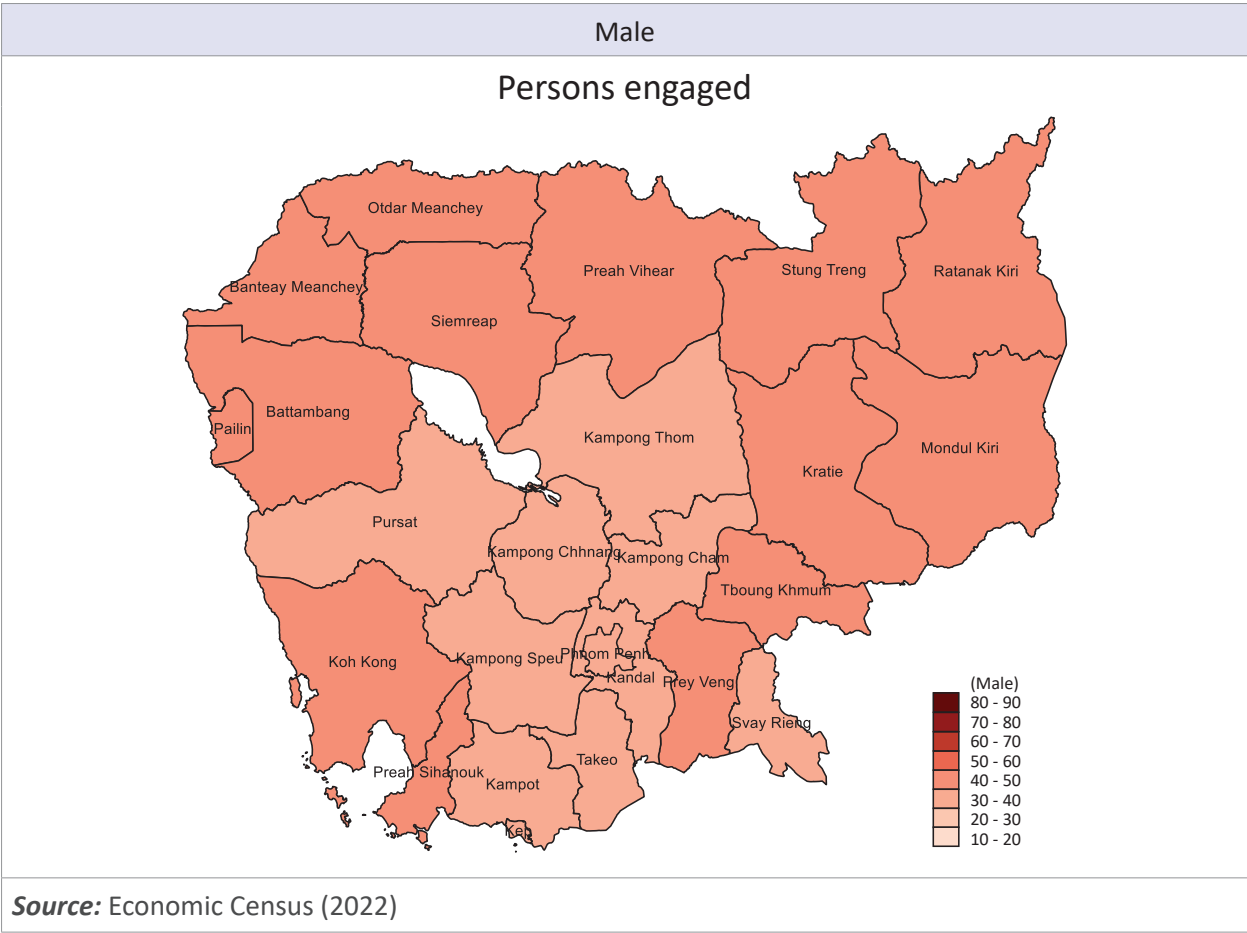 Male
Persons engaged
Otdar Meanchey
Preah Vihear
Stung Treng
Ratanak Kiri
Banteay Meanchey
Siemreap
Battambang
Pailin
Kampong Thom
Mondul Kiri
Kratie
Pursat
Kampong Chhnang
Kampong Cham
Tboung Khmum
Koh Kong
Kampong Speu
Phnom Penh
Kandal
Prey Veng
Svay Rieng
Takeo
Preah Sihanouk
Kampot
Kep
(Male)
80 - 90
70 - 80
60 - 70
50 - 60
40 - 50
30 - 40
20 - 30
10 - 20
Source: Economic Census (2022)